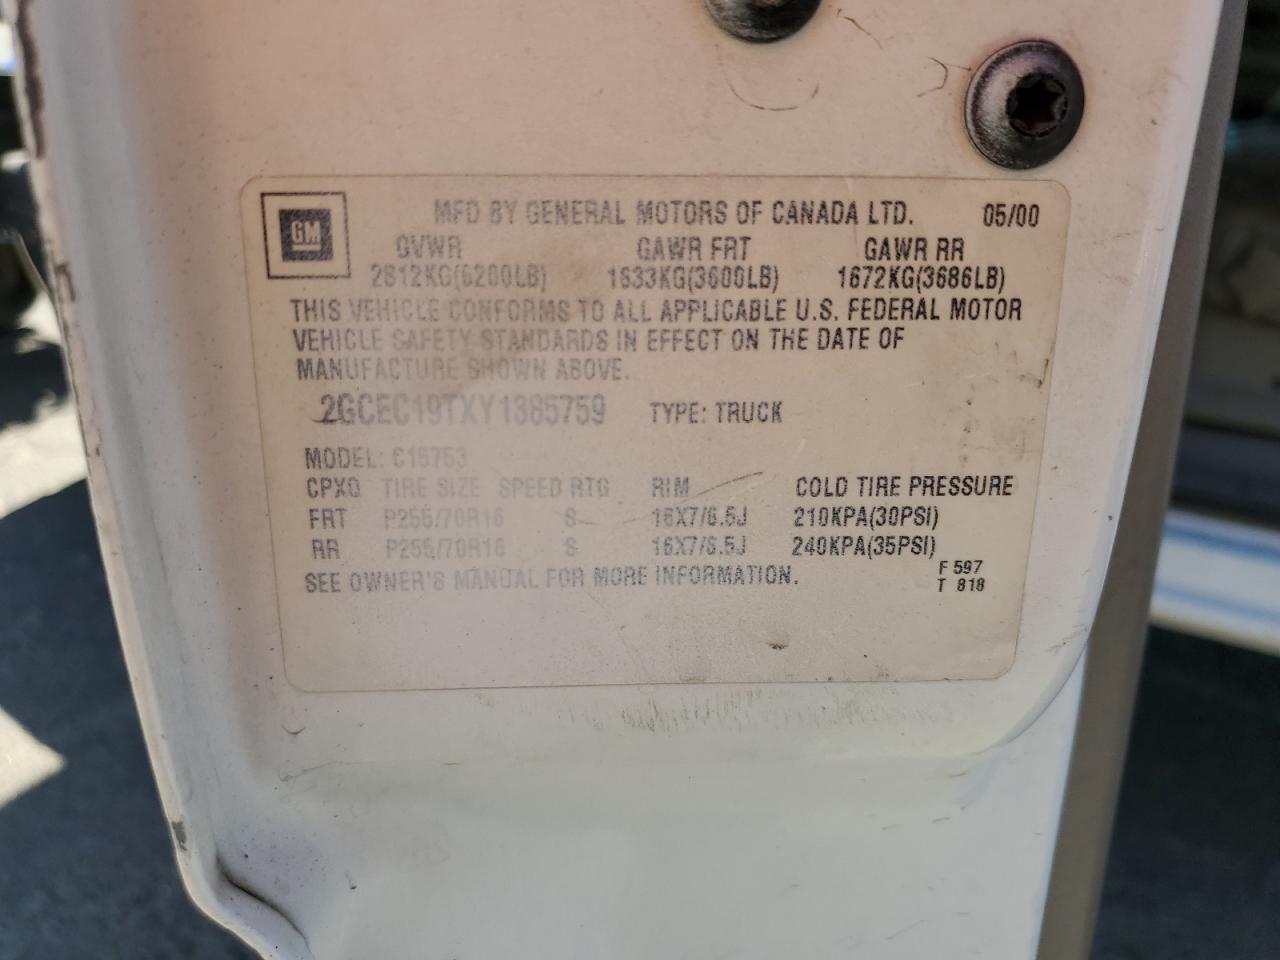 GM
MFD BY GENERAL MOTORS OF CANADA LTD. 05/00
GVWR GAWR FRT GAWR RR
2812KG(6200LB) 1633KG(3600LB) 1672KG(3686LB)
THIS VEHICLE CONFORMS TO ALL APPLICABLE U.S. FEDERAL MOTOR
VEHICLE SAFETY STANDARDS IN EFFECT ON THE DATE OF
MANUFACTURE SHOWN ABOVE.
2GCEC19TXY1385759 TYPE: TRUCK
MODEL: C15753
CPXQ TIRE SIZE SPEED RTG RIM COLD TIRE PRESSURE
FRT P255/70R16 S 16X7/6.5J 210KPA(30PSI)
RR P255/70R16 S 16X7/6.5J 240KPA(35PSI)
SEE OWNER'S MANUAL FOR MORE INFORMATION.
F 597
T 818